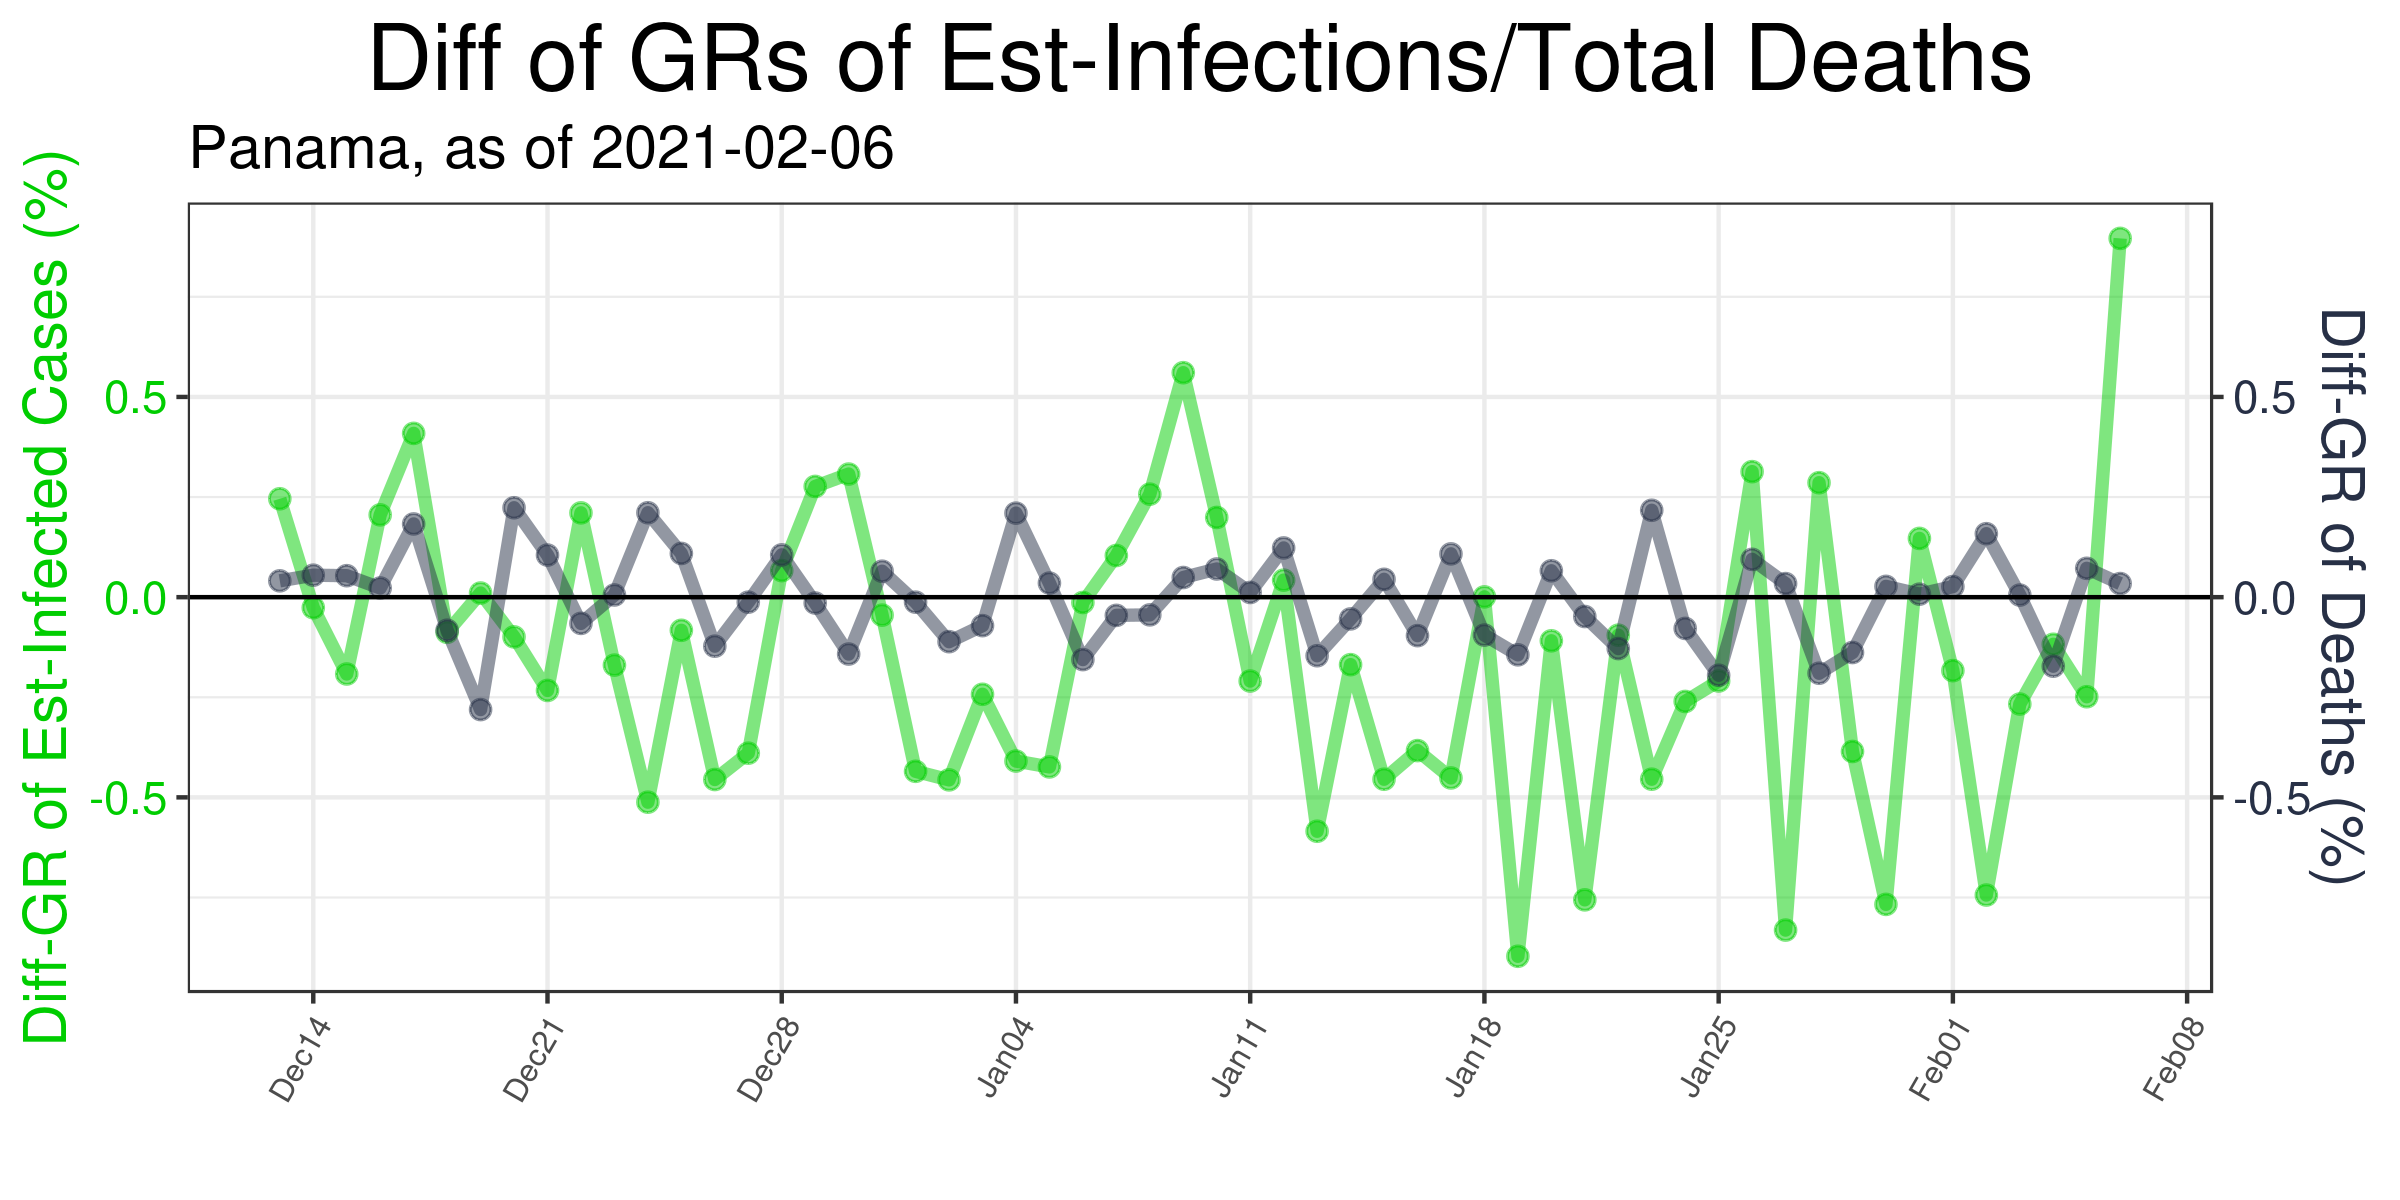 Diff of GRs of Est-Infections/Total Deaths
Panama, as of 2021-02-06
Diff-GR of Est-Infected Cases (%)
0.5
0.0
-0.5
0.5
0.0
-0.5
Diff-GR of Deaths (%)
Dec14
Dec21
Dec28
Jan04
Jan11
Jan18
Jan25
Feb01
Feb08